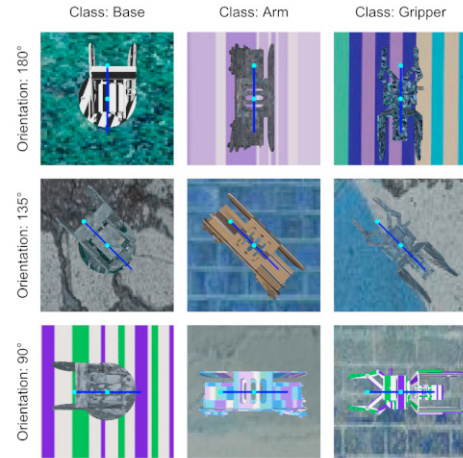 Class: Base
Class: Arm
Class: Gripper
Orientation: 180°
Orientation: 135°
Orientation: 90°